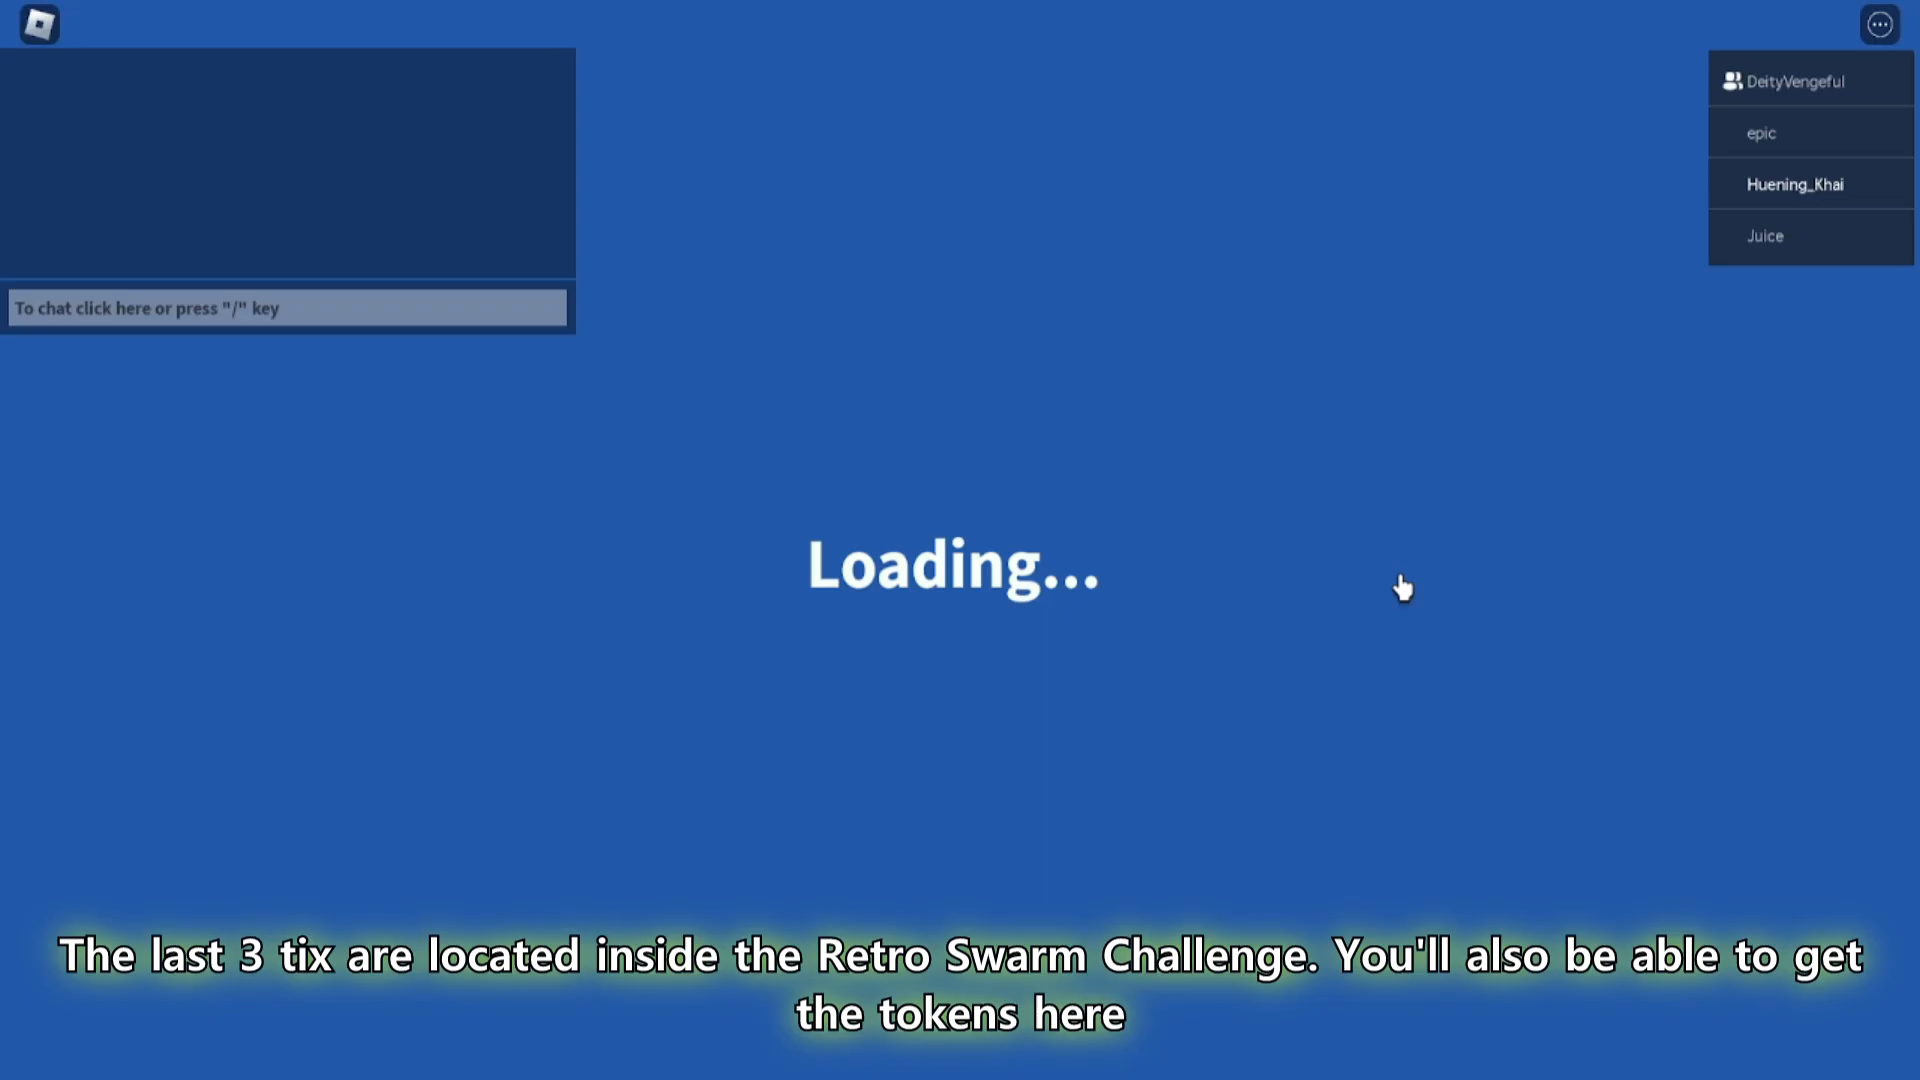 DeityVengeful
epic
Huening_Khai
Juice
To chat click here or press "/" key
Loading...
The last 3 tix are located inside the Retro Swarm Challenge. You'll also be able to get
the tokens here